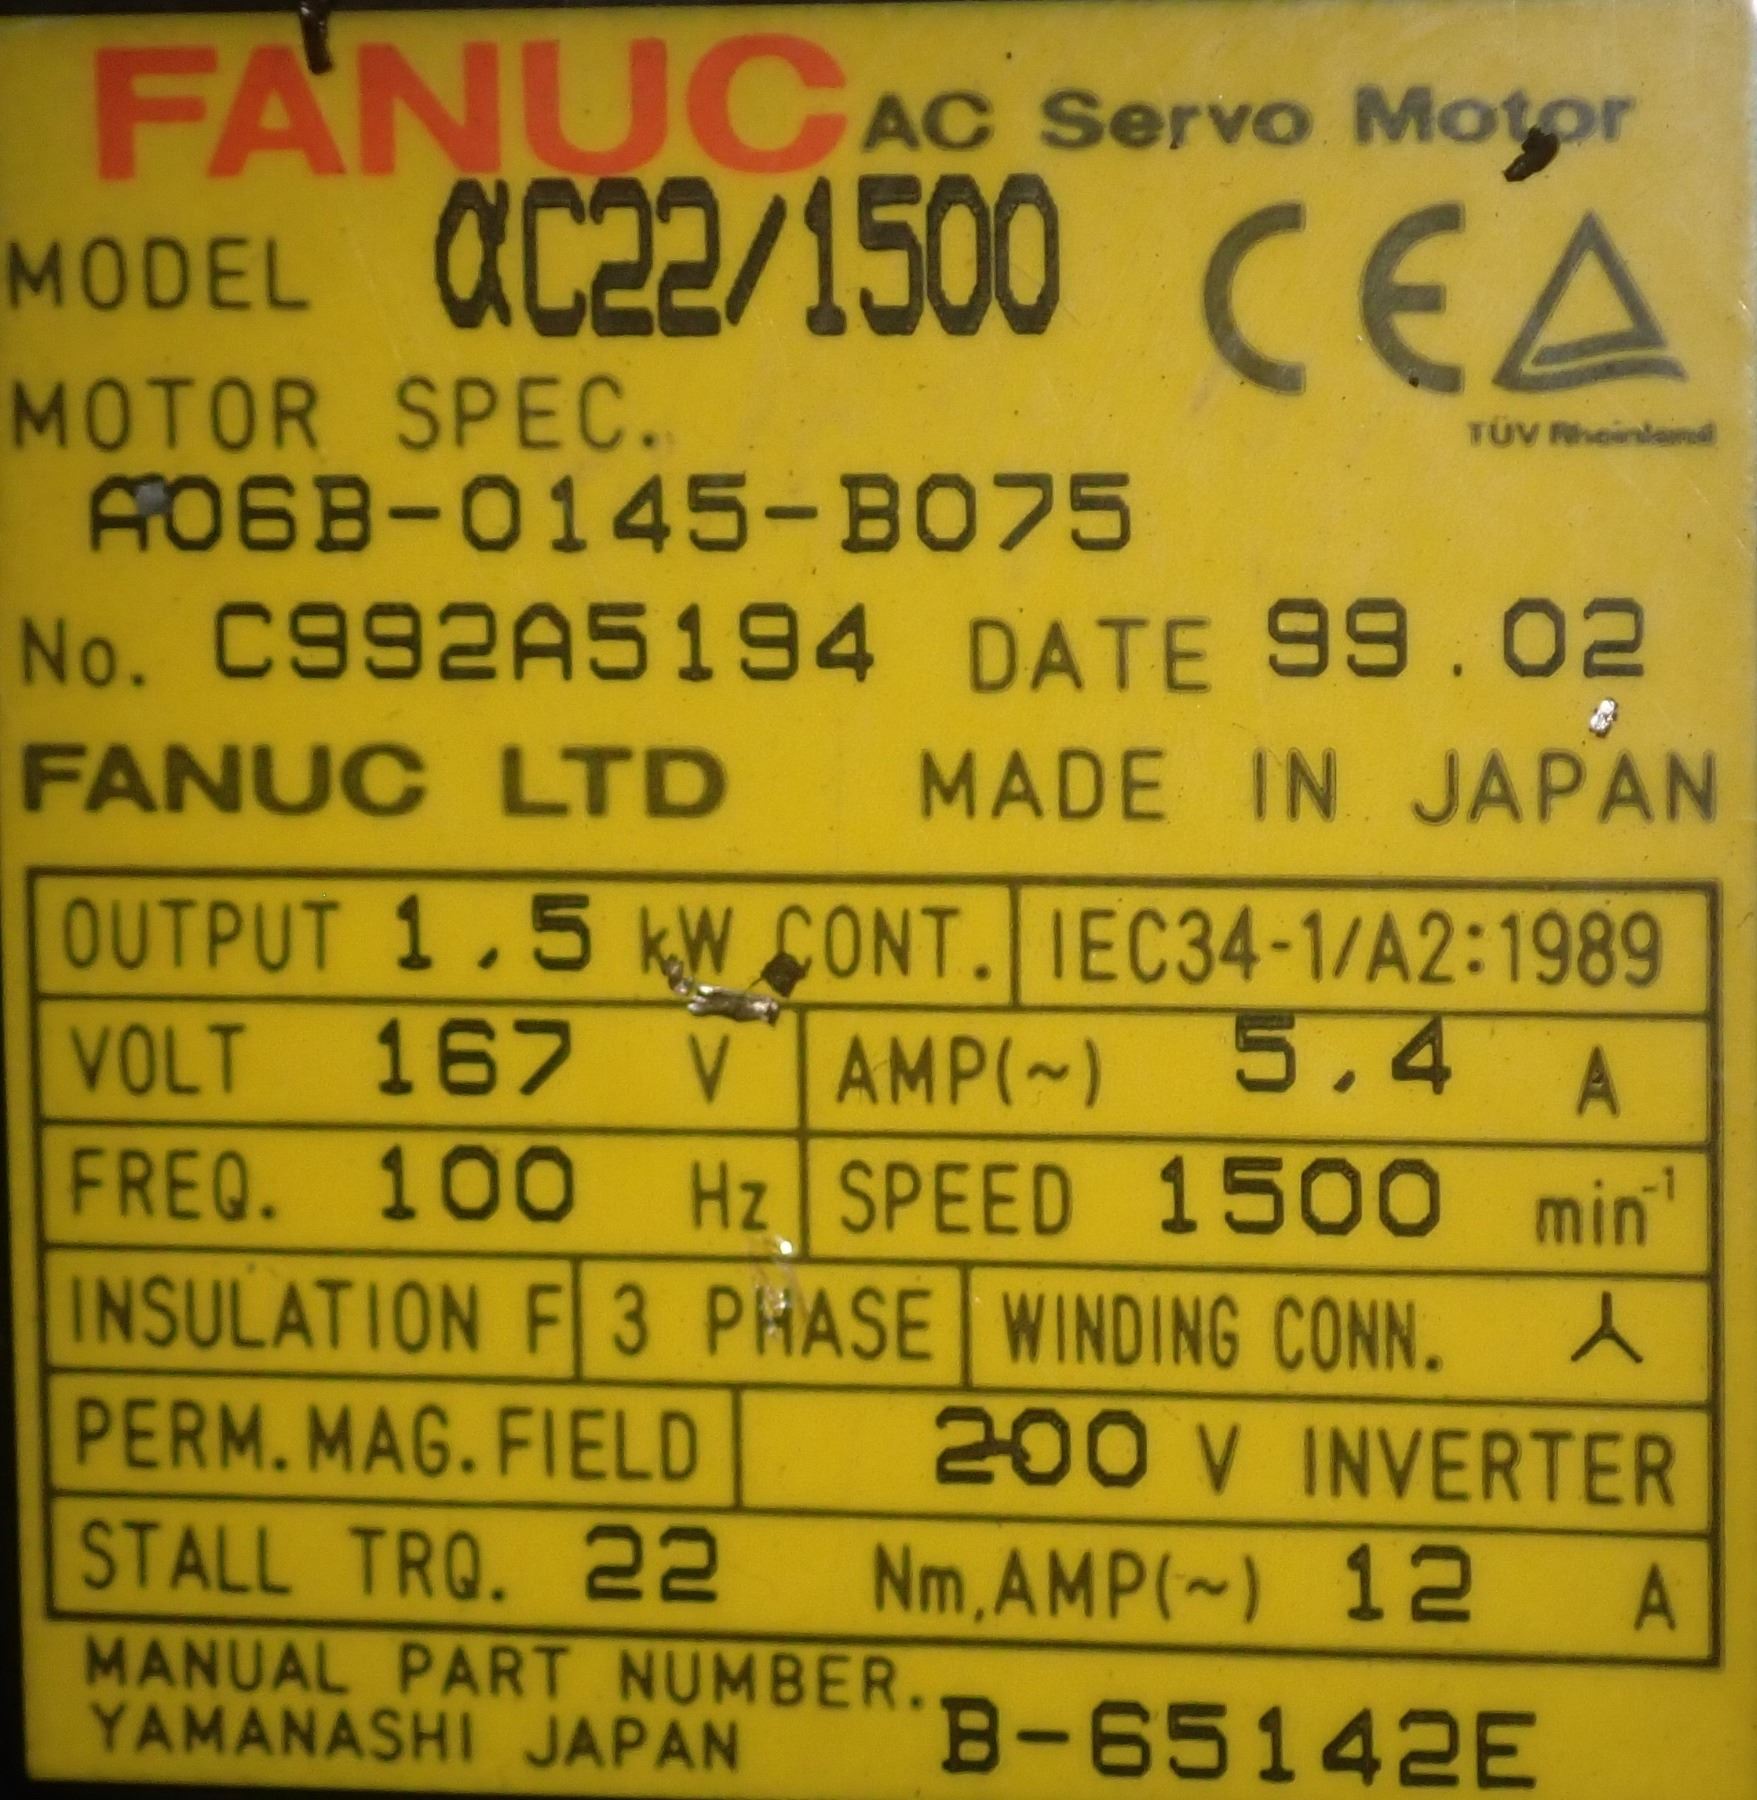 FANUC AC Servo Motor
MODEL αC22/1500
CE
TÜV Rheinland
MOTOR SPEC.
A06B-0145-B075
No. C992A5194 DATE 99.02
FANUC LTD MADE IN JAPAN
OUTPUT 1.5 kW CONT. IEC34-1/A2:1989
VOLT 167 V AMP(~) 5.4 A
FREQ. 100 Hz SPEED 1500 min⁻¹
INSULATION F 3 PHASE WINDING CONN.
PERM.MAG.FIELD 200 V INVERTER
STALL TRQ. 22 Nm,AMP(~) 12 A
MANUAL PART NUMBER. B-65142E
YAMANASHI JAPAN